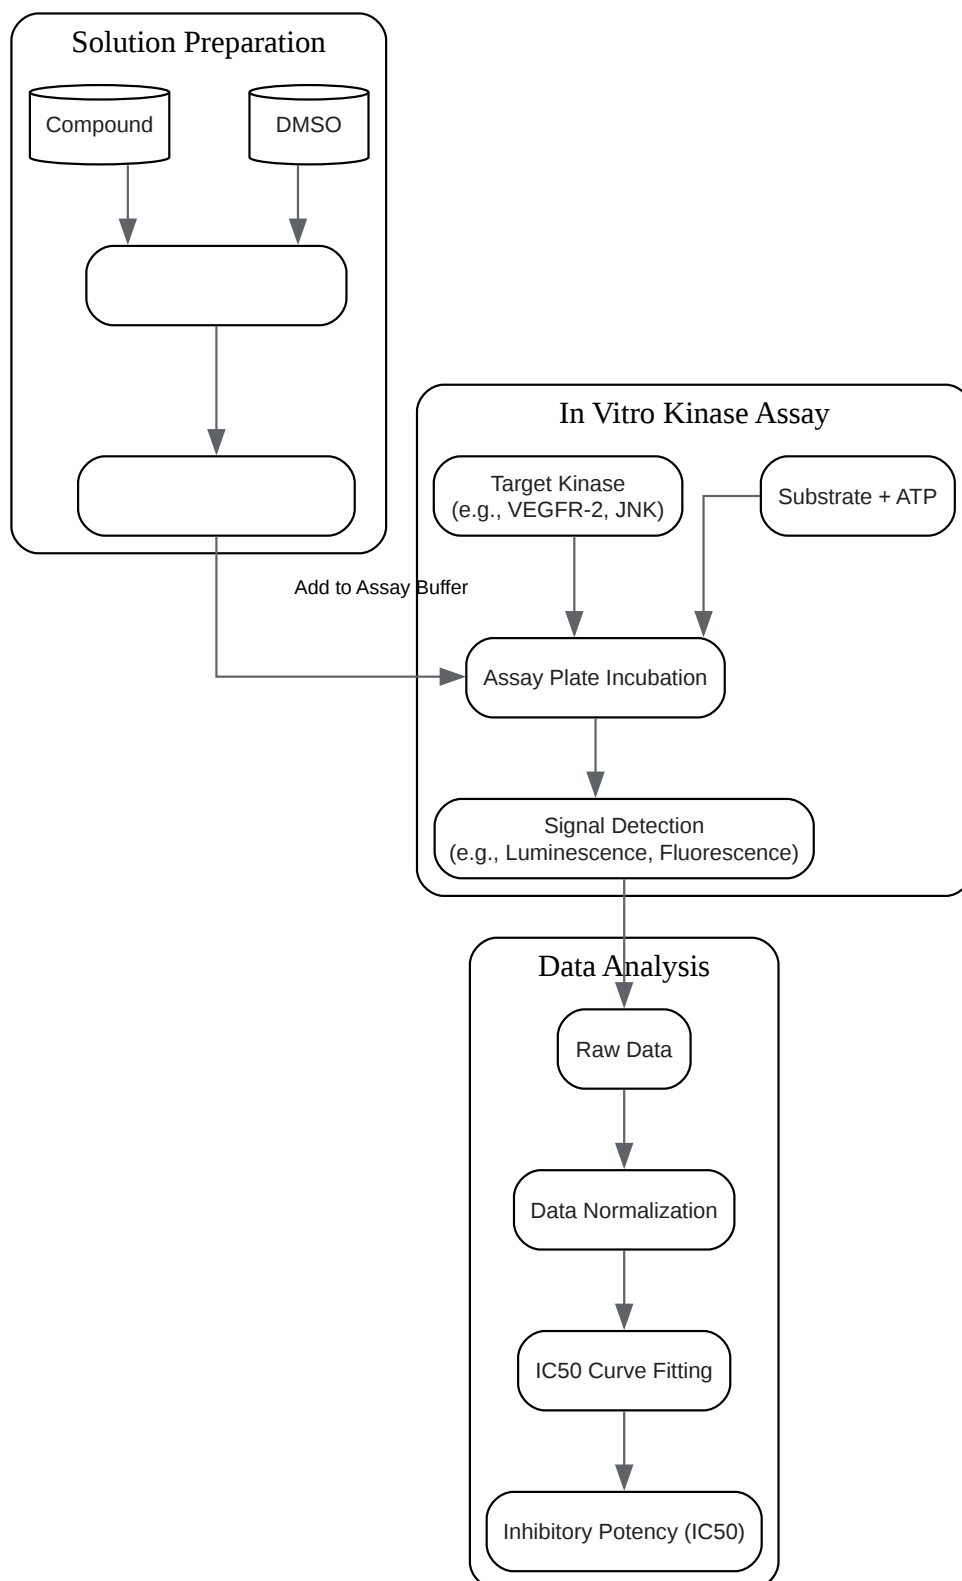 Solution Preparation
Compound
DMSO
In Vitro Kinase Assay
Target Kinase
(e.g., VEGFR-2, JNK)
Substrate + ATP
Add to Assay Buffer
Assay Plate Incubation
Signal Detection
(e.g., Luminescence, Fluorescence)
Data Analysis
Raw Data
Data Normalization
IC50 Curve Fitting
Inhibitory Potency (IC50)